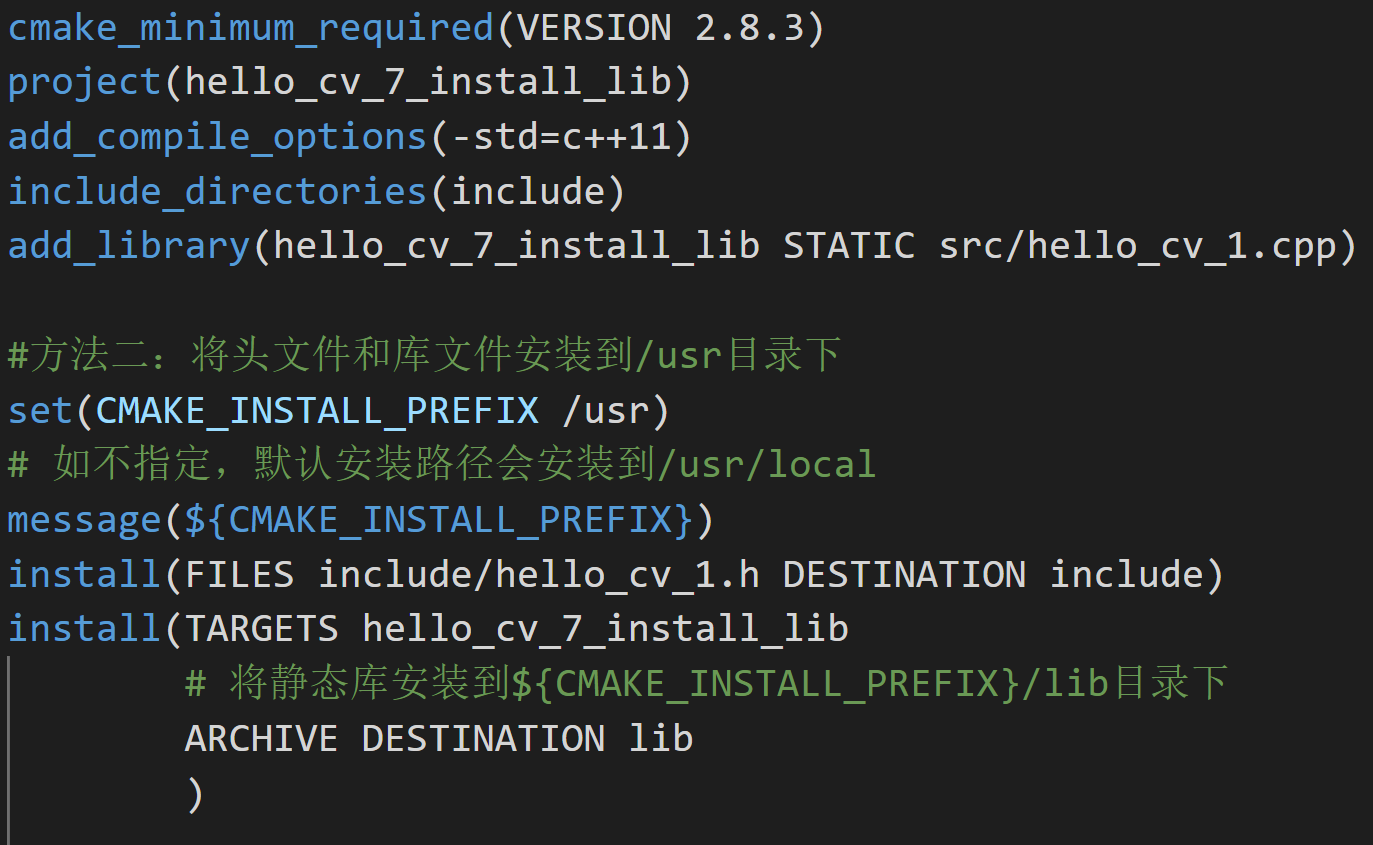 cmake_minimum_required(VERSION 2.8.3)
project(hello_cv_7_install_lib)
add_compile_options(-std=c++11)
include_directories(include)
add_library(hello_cv_7_install_lib STATIC src/hello_cv_1.cpp)
#方法二：将头文件和库文件安装到/usr目录下
set(CMAKE_INSTALL_PREFIX /usr)
# 如不指定，默认安装路径会安装到/usr/local
message(${CMAKE_INSTALL_PREFIX})
install(FILES include/hello_cv_1.h DESTINATION include)
install(TARGETS hello_cv_7_install_lib
# 将静态库安装到${CMAKE_INSTALL_PREFIX}/lib目录下
ARCHIVE DESTINATION lib
)